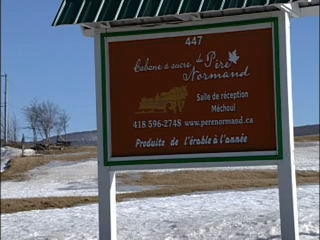 447
Cabane à sucre Le Père
Normand
Salle de réception
Méchoui
418 596-2748 www.perenormand.ca
Produits de l'érable à l'année